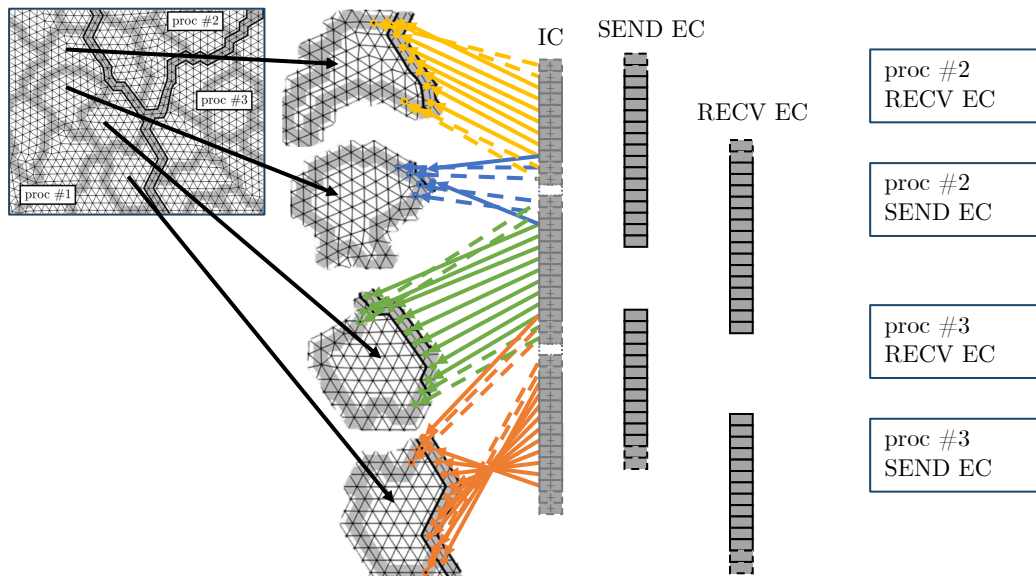 proc #2
proc #3
proc #1
IC
SEND EC
RECV EC
proc #2
RECV EC
proc #2
SEND EC
proc #3
RECV EC
proc #3
SEND EC